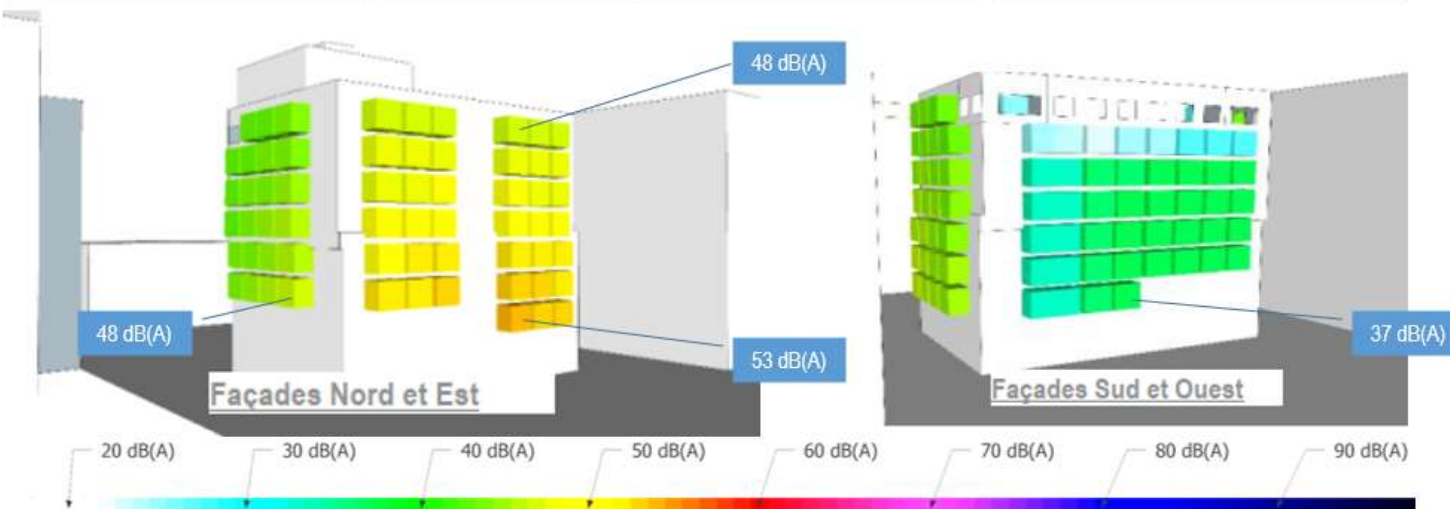 48 dB(A)
48 dB(A)
53 dB(A)
37 dB(A)
Façades Nord et Est
Façades Sud et Ouest
20 dB(A) 30 dB(A) 40 dB(A) 50 dB(A) 60 dB(A) 70 dB(A) 80 dB(A) 90 dB(A)